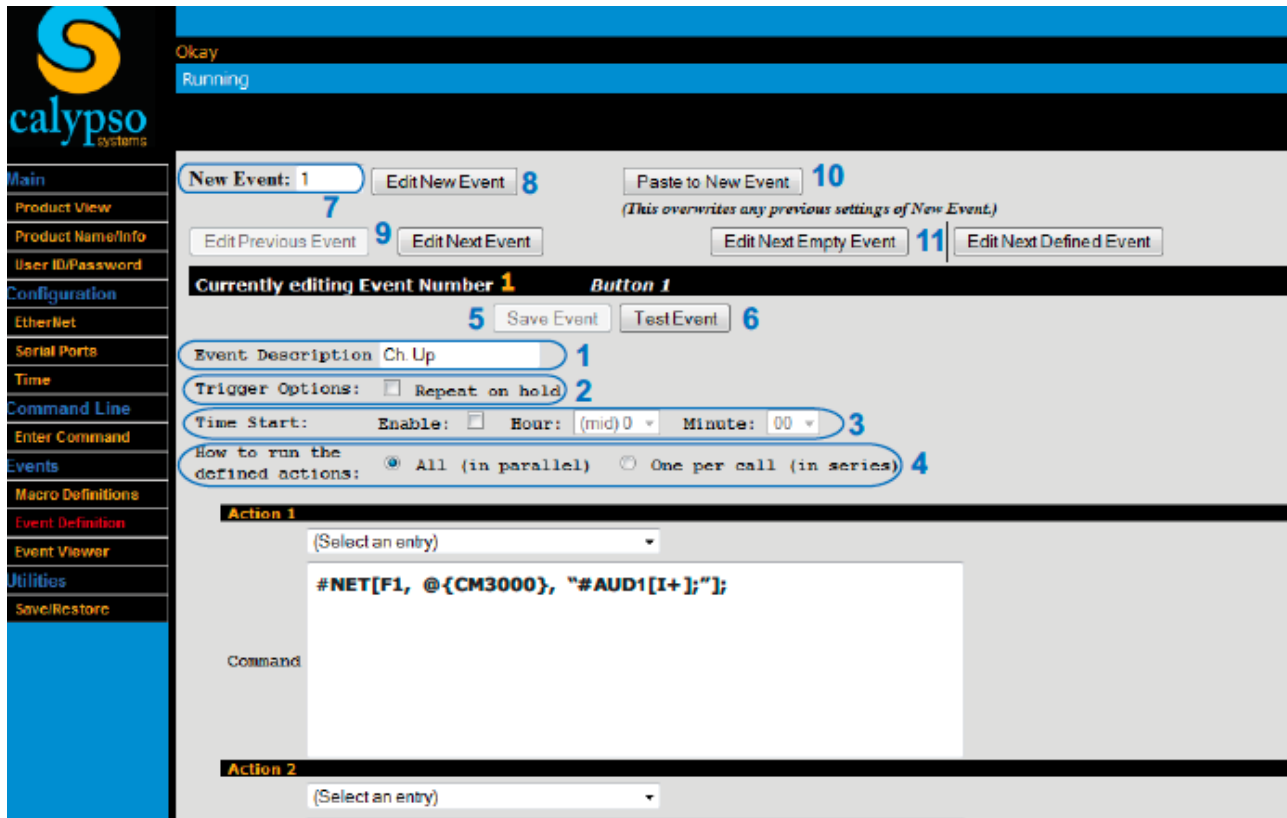 calypso
systems
Okay
Running
Main
Product View
Product Name/Info
User ID/Password
Configuration
EtherNet
Serial Ports
Time
Command Line
Enter Command
Events
Macro Definitions
Event Definition
Event Viewer
Utilities
Save/Restore
New Event: 1 Edit New Event 8 Paste to New Event 10
7 (This overwrites any previous settings of New Event.)
Edit Previous Event 9 Edit Next Event Edit Next Empty Event 11 Edit Next Defined Event
Currently editing Event Number 1 Button 1
5 Save Event Test Event 6
Event Description Ch. Up 1
Trigger Options: Repeat on hold 2
Time Start: Enable: Hour: (mid) 0 Minute: 00 3
How to run the
defined actions: All (in parallel) One per call (in series) 4
Action 1
(Select an entry)
#NET[F1, @{CM3000}, “#AUD1[I+];”];
Command
Action 2
(Select an entry)